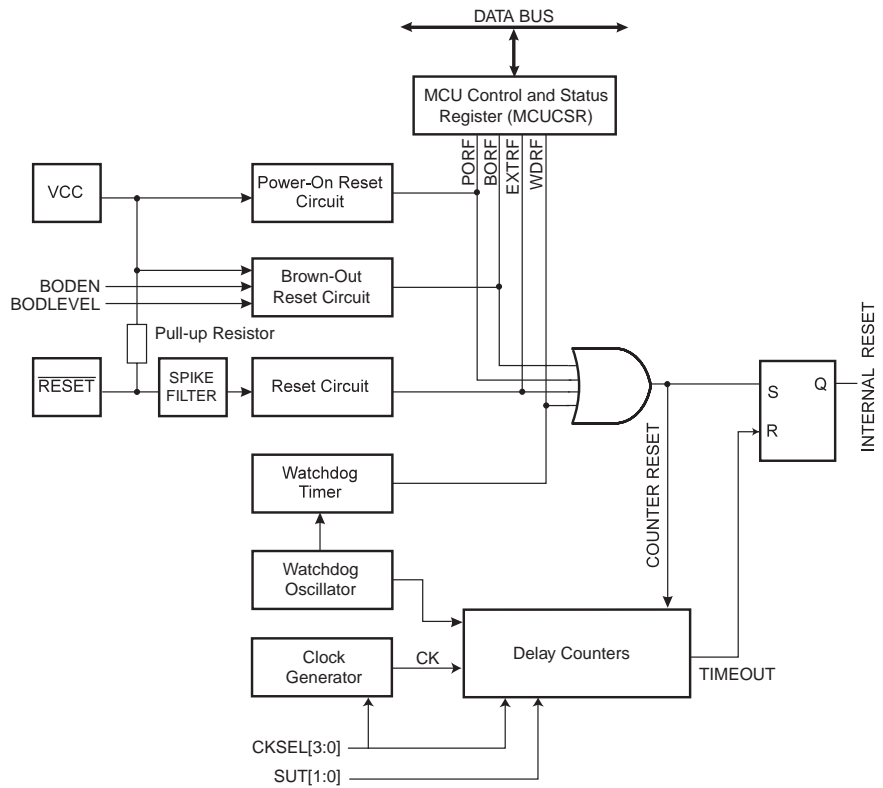 DATA BUS
MCU Control and Status
Register (MCUCSR)
PORF
BORF
EXTRF
WDRF
VCC
Power-On Reset
Circuit
BODEN
BODLEVEL
Brown-Out
Reset Circuit
Pull-up Resistor
RESET
SPIKE
FILTER
Reset Circuit
S
Q
R
INTERNAL RESET
Watchdog
Timer
COUNTER RESET
Watchdog
Oscillator
Clock
Generator
CK
Delay Counters
TIMEOUT
CKSEL[3:0]
SUT[1:0]